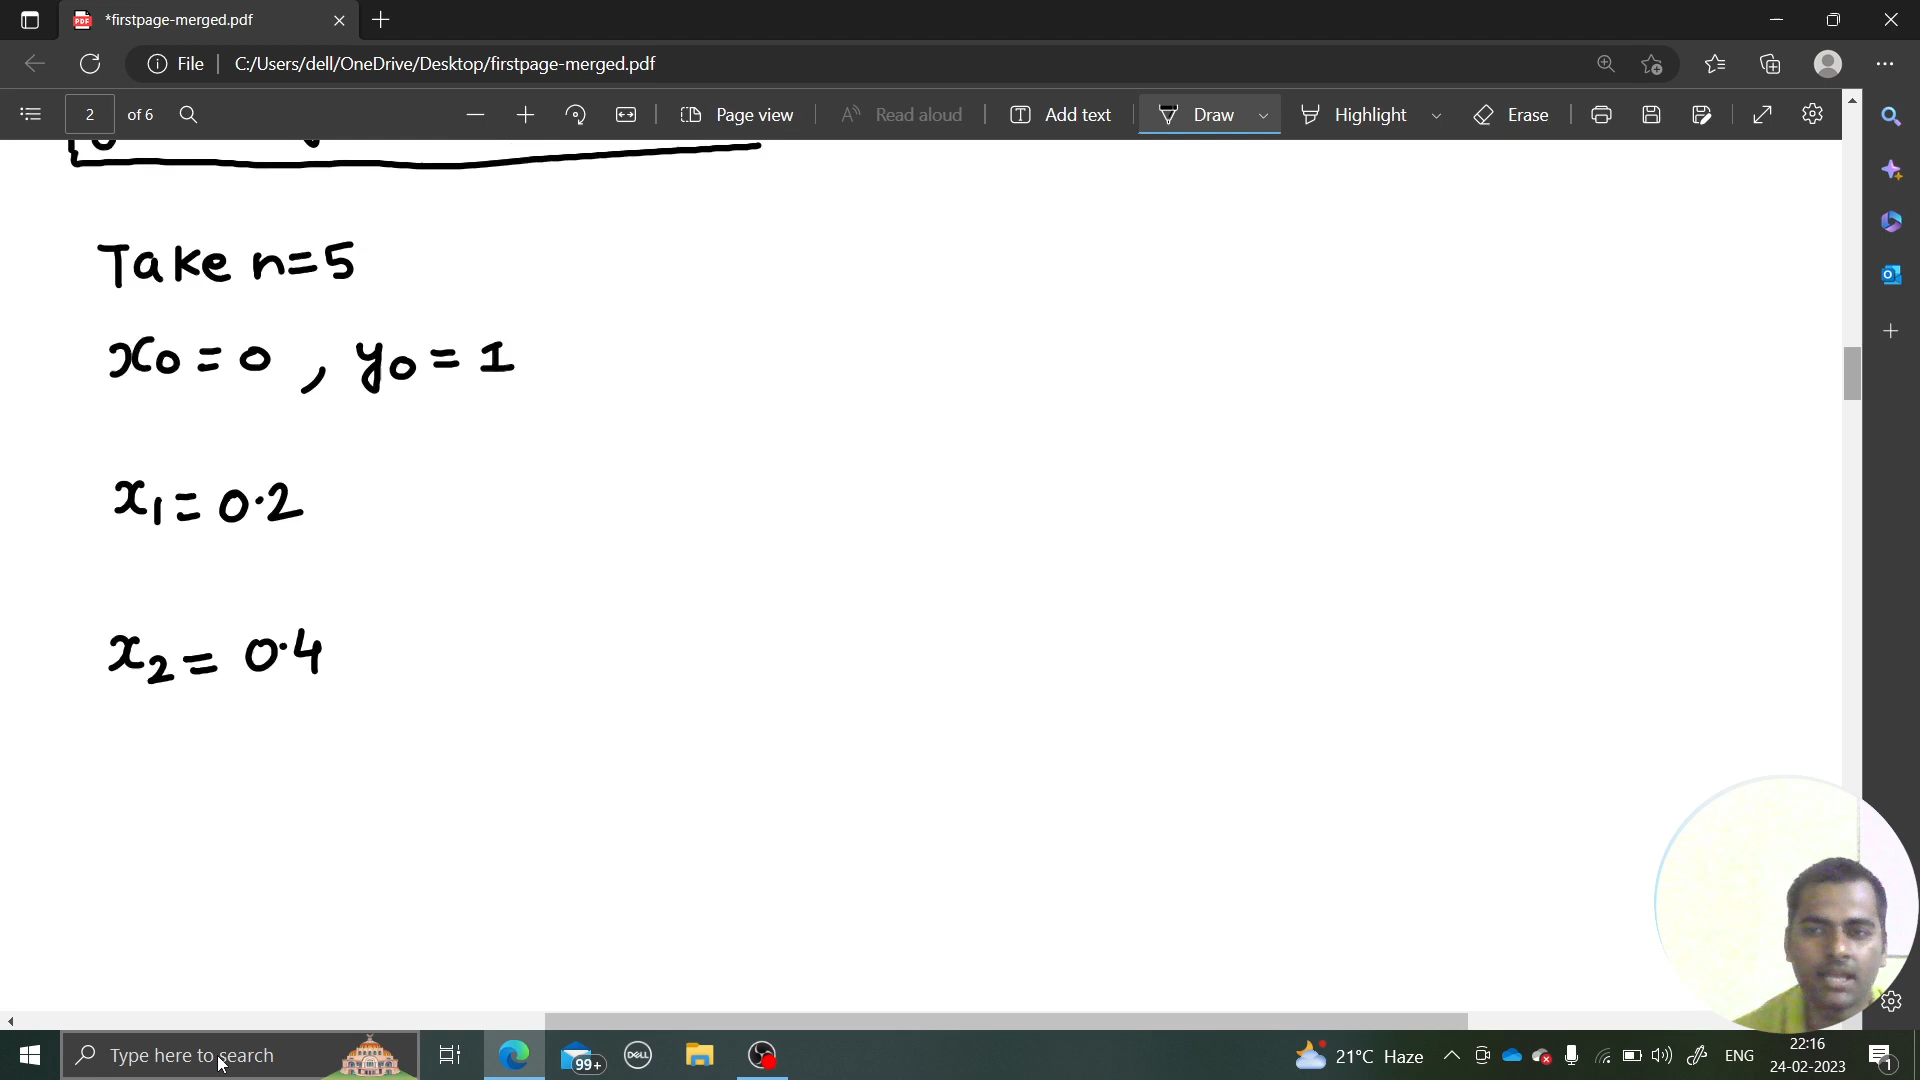 *firstpage-merged.pdf
File C:/Users/dell/OneDrive/Desktop/firstpage-merged.pdf
2 of 6 Page view Read aloud Add text Draw Highlight Erase
Take n=5
x₀ = 0 , y₀ = 1
x₁ = 0.2
x₂ = 0.4
Type here to search 99+ DELL 21°C Haze ENG 22:16
24-02-2023 1